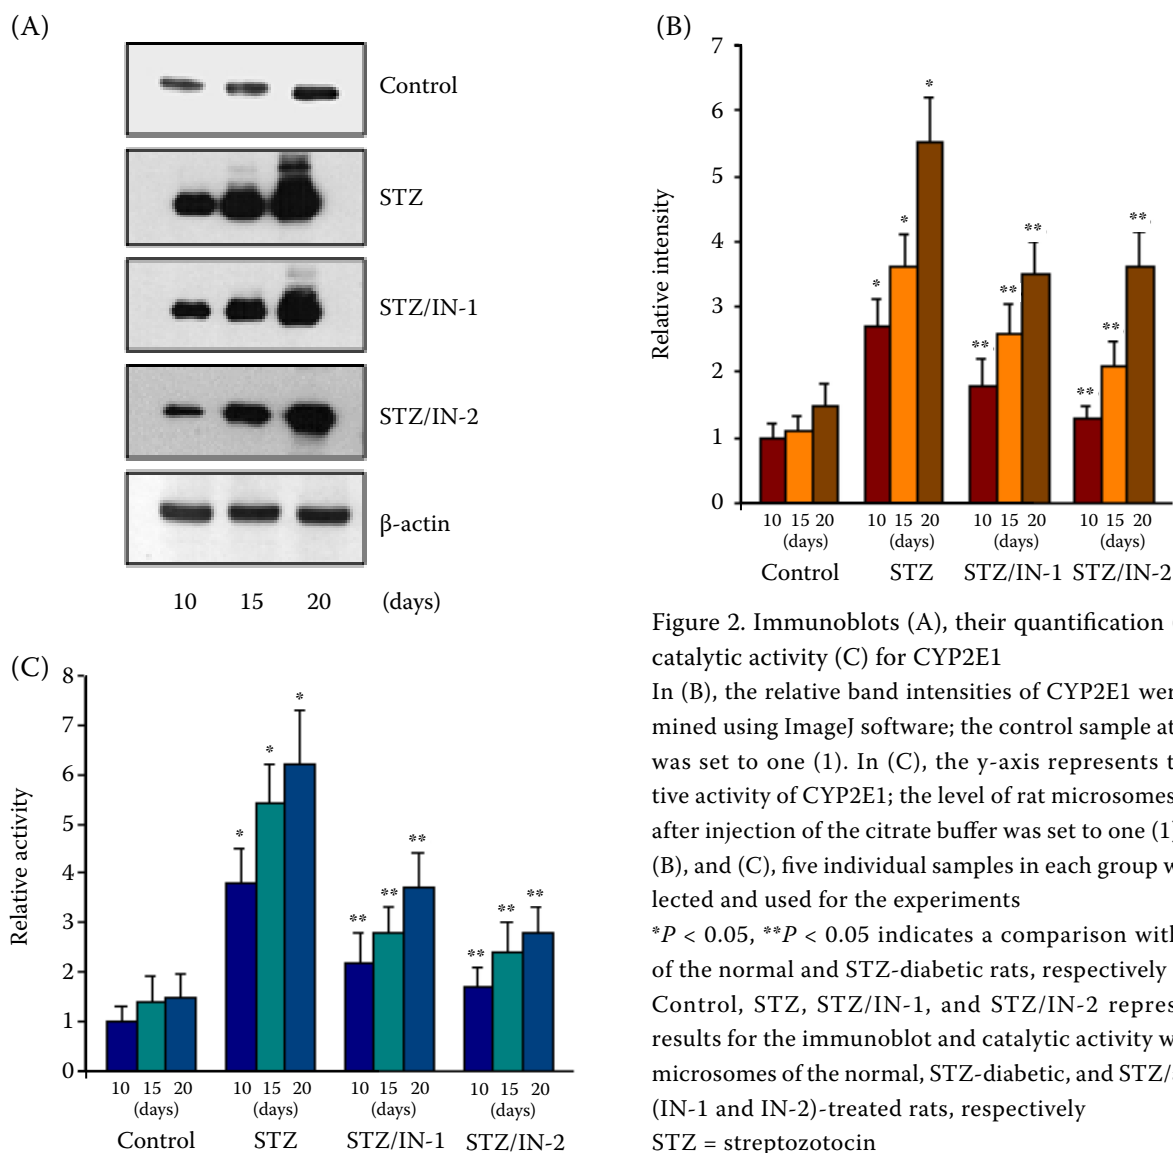 (A)
Control
STZ
STZ/IN-1
STZ/IN-2
β-actin
10 15 20 (days)
(B)
Relative intensity
7
6
5
4
3
2
1
0
* * *
** ** **
** ** **
10 15 20 10 15 20 10 15 20 10 15 20
(days) (days) (days) (days)
Control STZ STZ/IN-1 STZ/IN-2
(C)
Relative activity
8
7
6
5
4
3
2
1
0
* * *
** ** **
** ** **
10 15 20 10 15 20 10 15 20 10 15 20
(days) (days) (days) (days)
Control STZ STZ/IN-1 STZ/IN-2
Figure 2. Immunoblots (A), their quantification (
catalytic activity (C) for CYP2E1
In (B), the relative band intensities of CYP2E1 wer
mined using ImageJ software; the control sample at
was set to one (1). In (C), the y-axis represents t
tive activity of CYP2E1; the level of rat microsomes
after injection of the citrate buffer was set to one (1)
(B), and (C), five individual samples in each group w
lected and used for the experiments
*P < 0.05, **P < 0.05 indicates a comparison with
of the normal and STZ-diabetic rats, respectively
Control, STZ, STZ/IN-1, and STZ/IN-2 repres
results for the immunoblot and catalytic activity w
microsomes of the normal, STZ-diabetic, and STZ/
(IN-1 and IN-2)-treated rats, respectively
STZ = streptozotocin